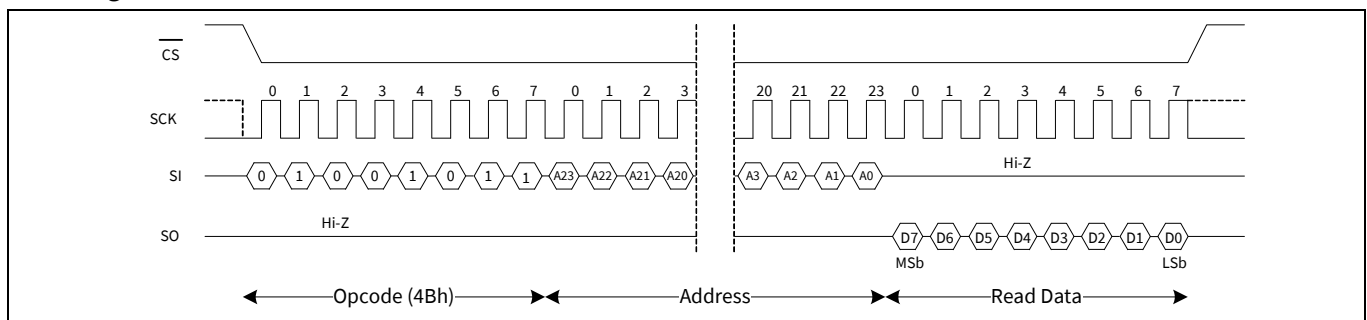 CS
0 1 2 3 4 5 6 7 0 1 2 3 20 21 22 23 0 1 2 3 4 5 6 7
SCK
Hi-Z
SI 0 1 0 0 1 0 1 1 A23 A22 A21 A20 A3 A2 A1 A0
Hi-Z
SO D7 D6 D5 D4 D3 D2 D1 D0
MSb LSb
Opcode (4Bh) Address Read Data